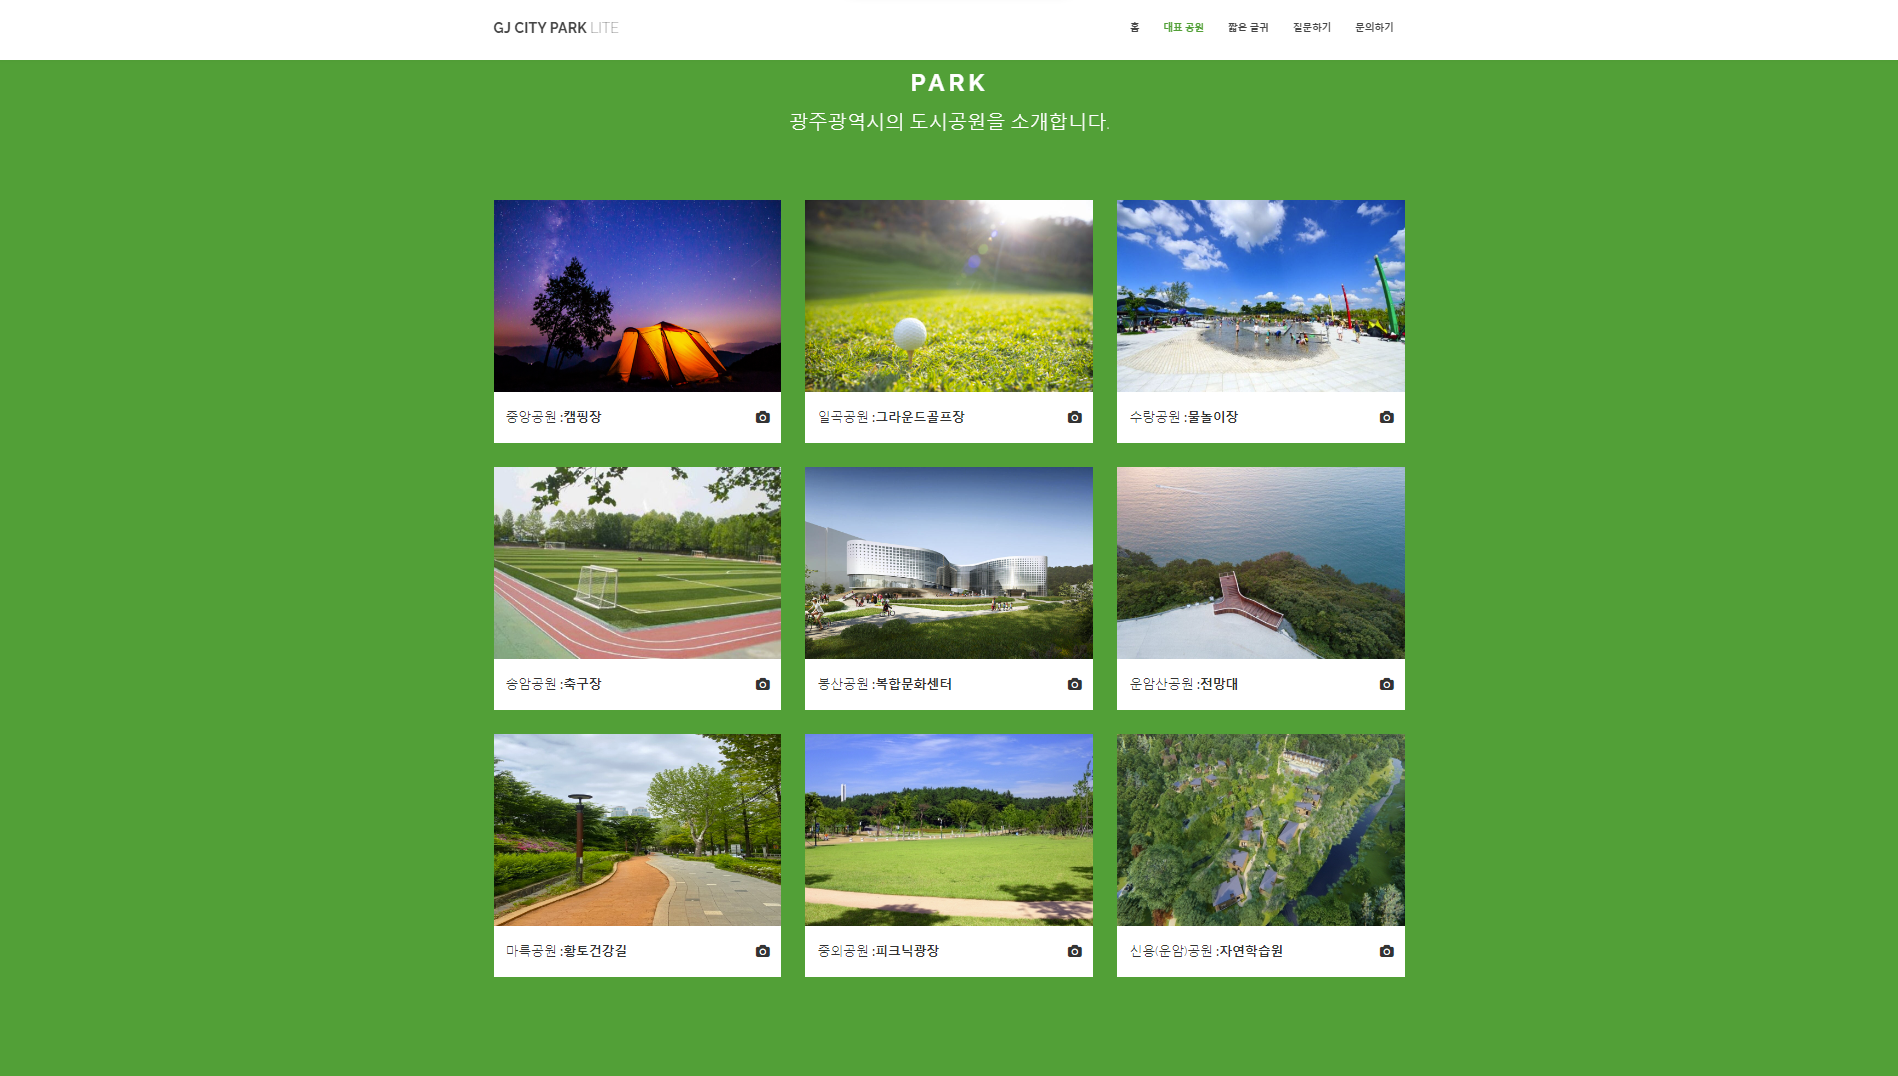 GJ CITY PARK LITE
홈 대표 공원 짧은 글귀 질문하기 문의하기
PARK
광주광역시의 도시공원을 소개합니다.
중앙공원 :캠핑장
일곡공원 :그라운드골프장
수랑공원 :물놀이장
송암공원 :축구장
봉산공원 :복합문화센터
운암산공원 :전망대
마륵공원 :황토건강길
중외공원 :피크닉광장
신용(운암)공원 :자연학습원